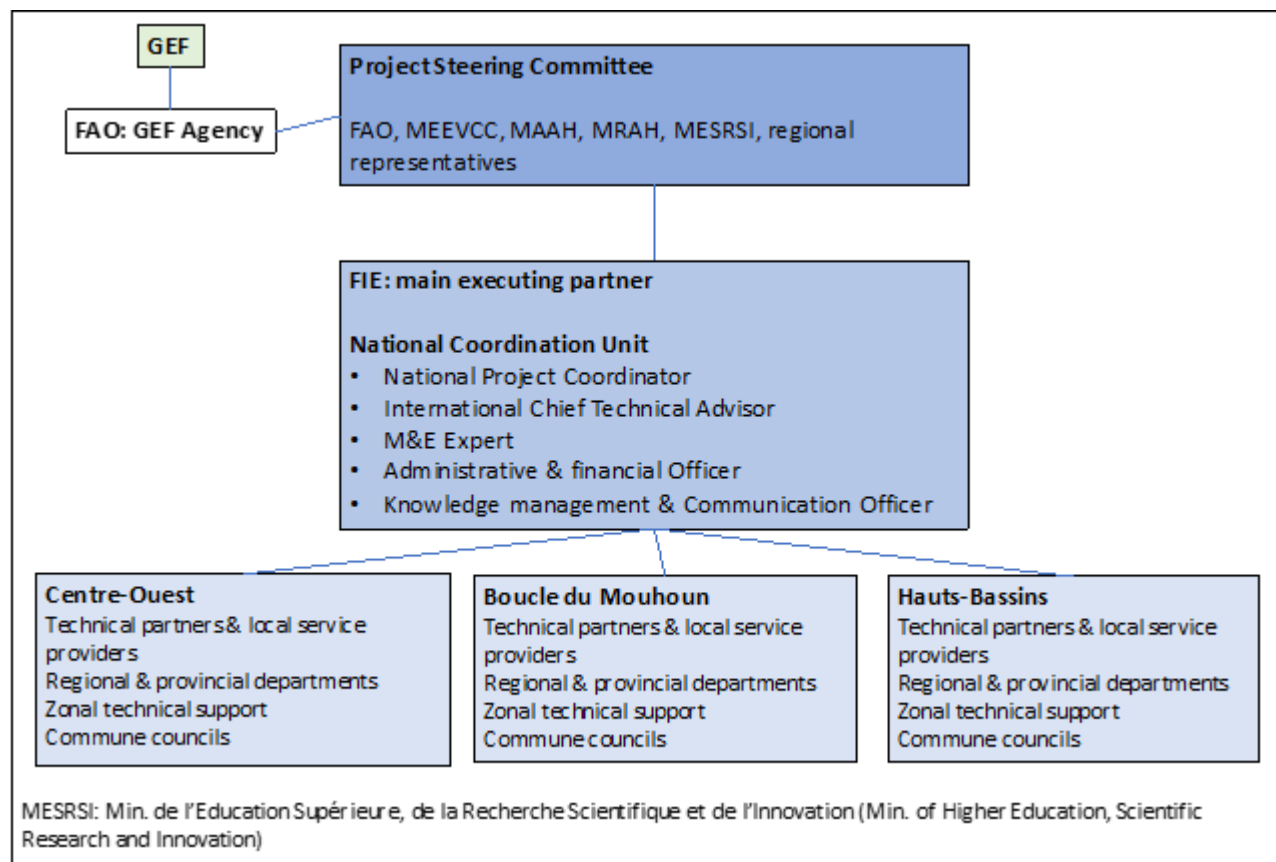 GEF
FAO: GEF Agency
Project Steering Committee
FAO, MEEVCC, MAAH, MRAH, MESRSI, regional
representatives
FIE: main executing partner
National Coordination Unit
• National Project Coordinator
• International Chief Technical Advisor
• M&E Expert
• Administrative & financial Officer
• Knowledge management & Communication Officer
Centre-Ouest
Technical partners & local service
providers
Regional & provincial departments
Zonal technical support
Commune councils
Boucle du Mouhoun
Technical partners & local service
providers
Regional & provincial departments
Zonal technical support
Commune councils
Hauts-Bassins
Technical partners & local service
providers
Regional & provincial departments
Zonal technical support
Commune councils
MESRSI: Min. de l'Education Supérieure, de la Recherche Scientifique et de l'Innovation (Min. of Higher Education, Scientific
Research and Innovation)